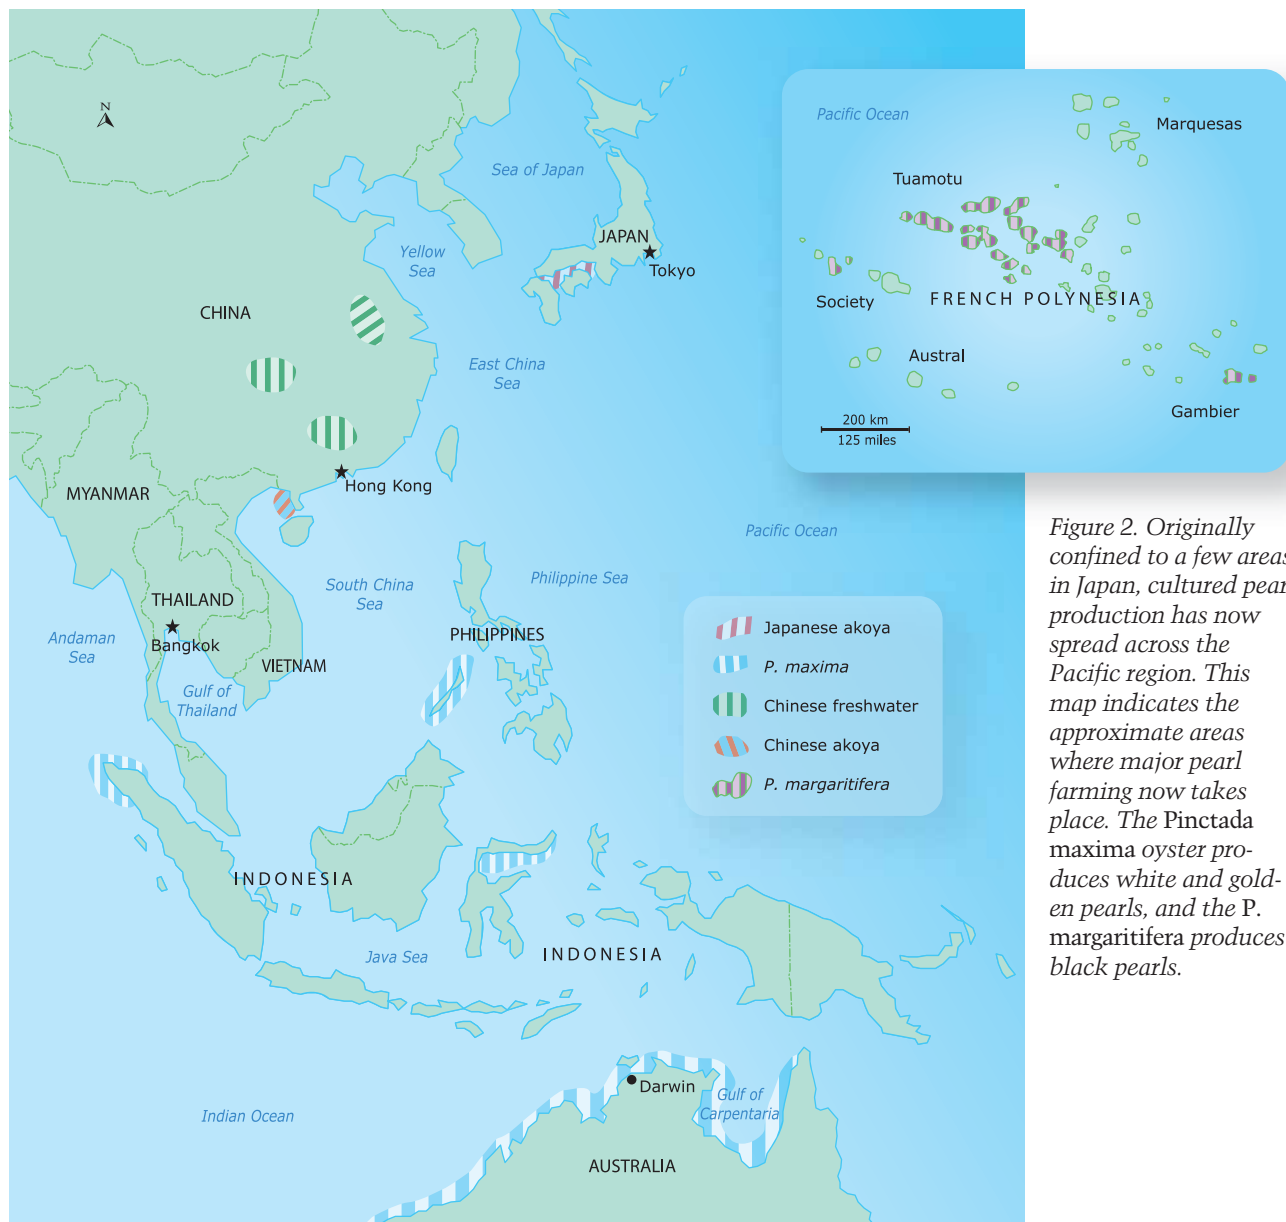 N
Sea of Japan
JAPAN
Tokyo
Yellow
Sea
CHINA
East China
Sea
MYANMAR
Hong Kong
Pacific Ocean
THAILAND
Bangkok
VIETNAM
South China
Sea
Philippine Sea
PHILIPPINES
Andaman
Sea
Gulf of
Thailand
INDONESIA
Java Sea
INDONESIA
Indian Ocean
Darwin
Gulf of
Carpentaria
AUSTRALIA
Japanese akoya
P. maxima
Chinese freshwater
Chinese akoya
P. margaritifera
Pacific Ocean
Marquesas
Tuamotu
Society
FRENCH POLYNESIA
Austral
Gambier
200 km
125 miles
Figure 2. Originally
confined to a few areas
in Japan, cultured pear
production has now
spread across the
Pacific region. This
map indicates the
approximate areas
where major pearl
farming now takes
place. The Pinctada
maxima oyster pro-
duces white and gold-
en pearls, and the P.
margaritifera produces
black pearls.